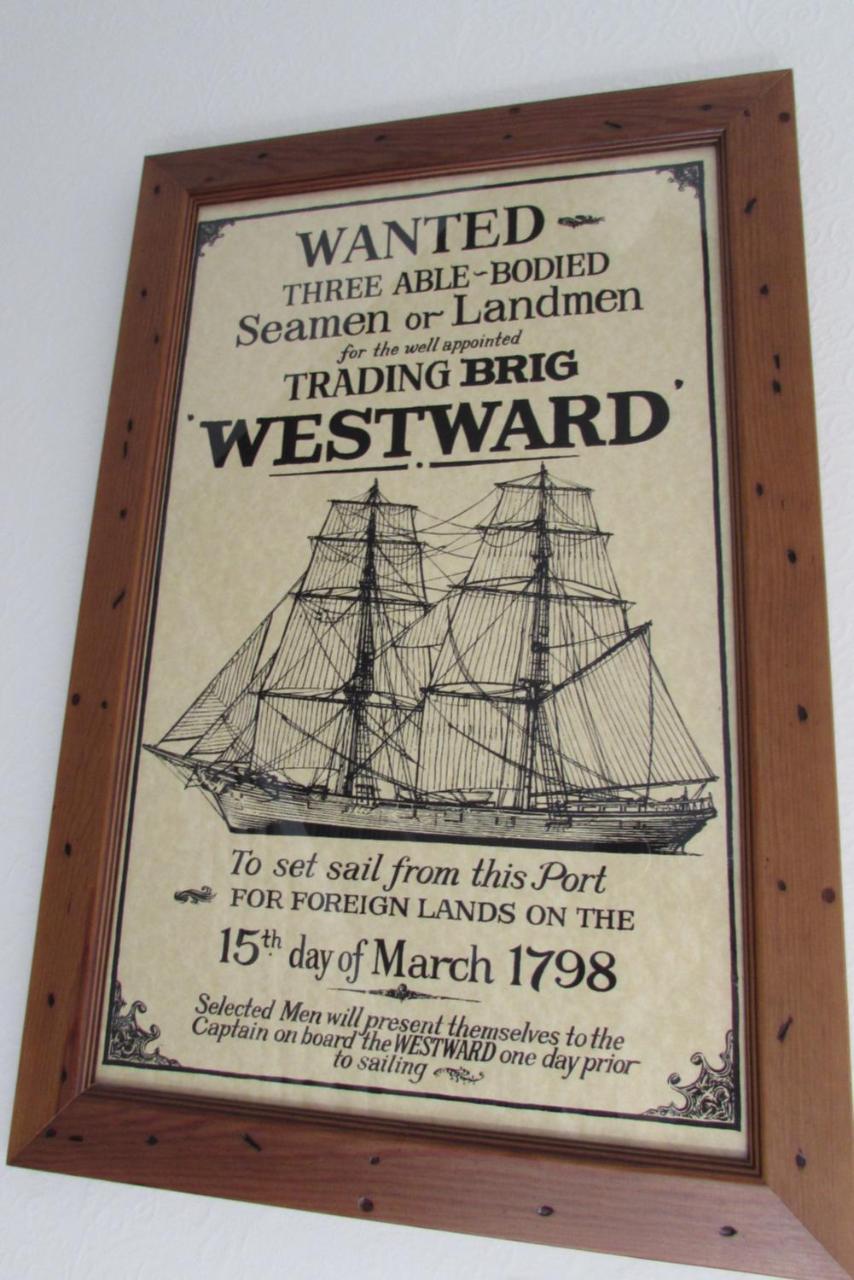 WANTED
THREE ABLE~BODIED
Seamen or Landmen
for the well appointed
TRADING BRIG
'WESTWARD'
To set sail from this Port
FOR FOREIGN LANDS ON THE
15th day of March 1798
Selected Men will present themselves to the
Captain on board the WESTWARD one day prior
to sailing